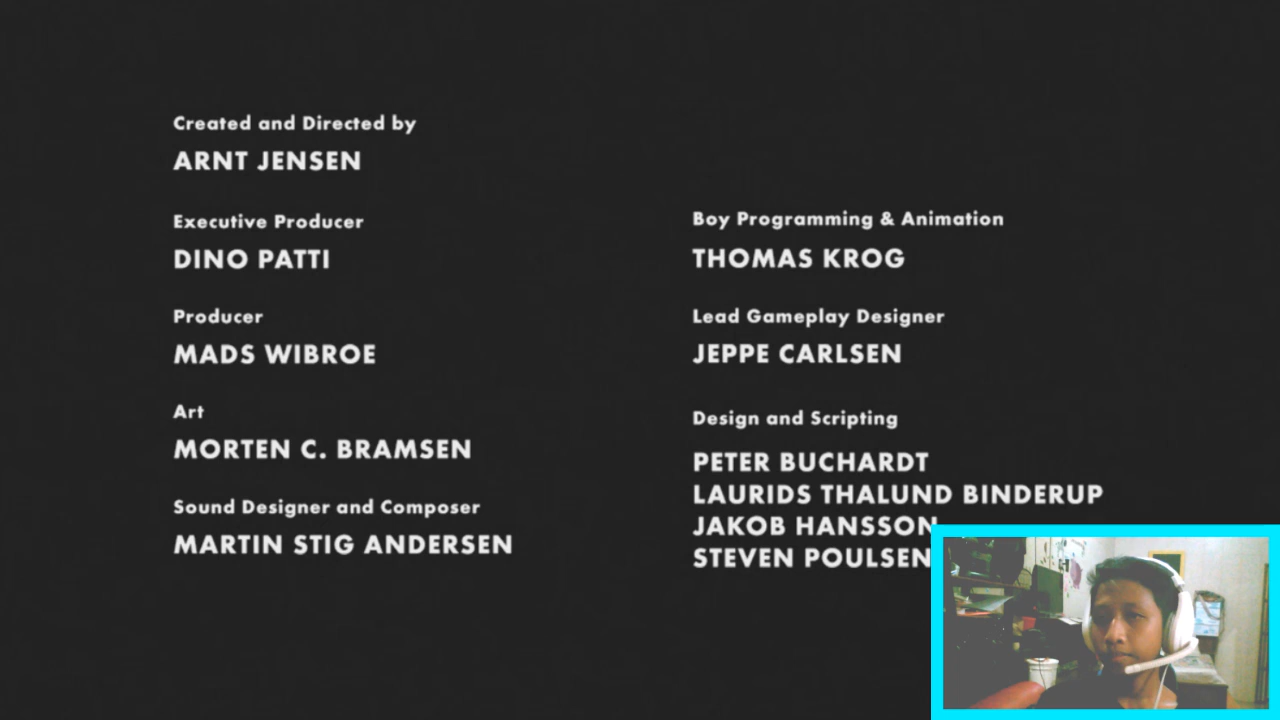 Created and Directed by
ARNT JENSEN
Executive Producer
DINO PATTI
Producer
MADS WIBROE
Art
MORTEN C. BRAMSEN
Sound Designer and Composer
MARTIN STIG ANDERSEN
Boy Programming & Animation
THOMAS KROG
Lead Gameplay Designer
JEPPE CARLSEN
Design and Scripting
PETER BUCHARDT
LAURIDS THALUND BINDERUP
JAKOB HANSSON
STEVEN POULSEN